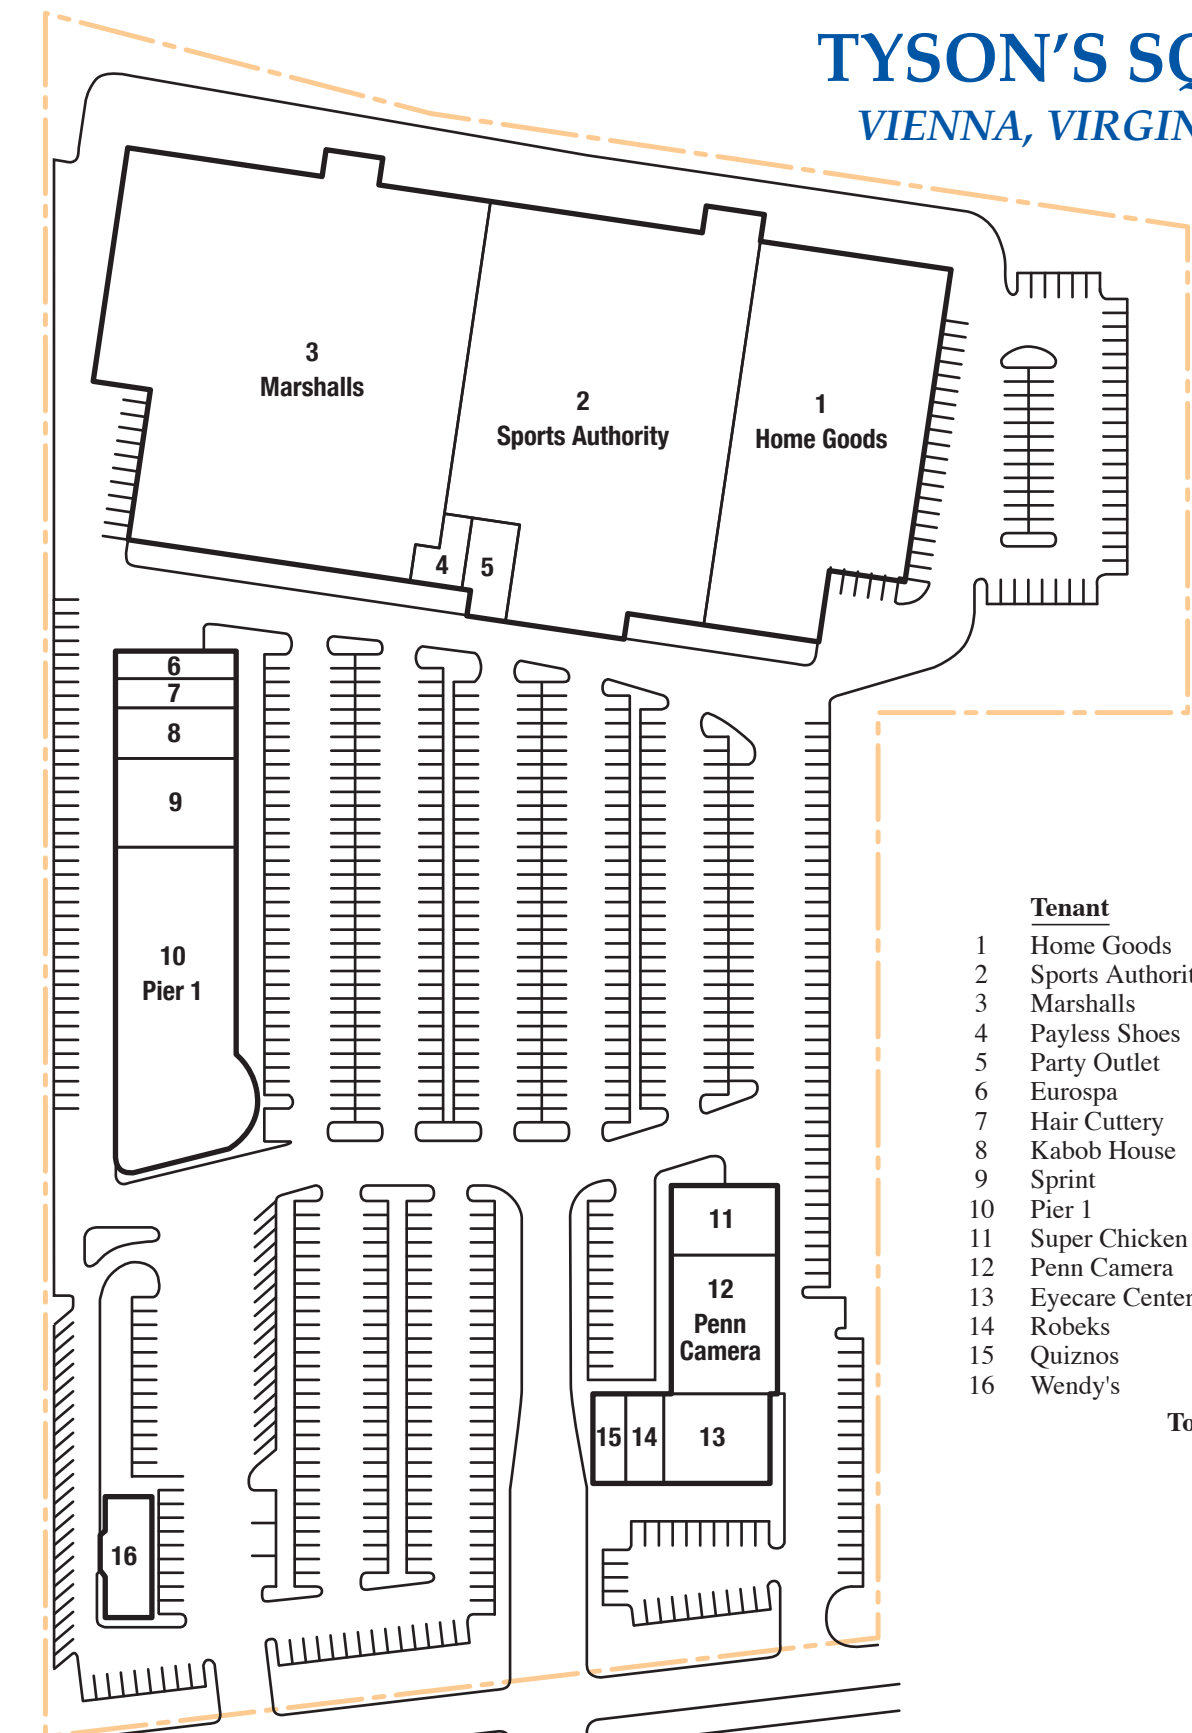 TYSON'S SQ
VIENNA, VIRGIN
3
Marshalls
2
Sports Authority
1
Home Goods
4
5
6
7
8
9
10
Pier 1
11
12
Penn
Camera
15 14 13
16
Tenant
1 Home Goods
2 Sports Authorit
3 Marshalls
4 Payless Shoes
5 Party Outlet
6 Eurospa
7 Hair Cuttery
8 Kabob House
9 Sprint
10 Pier 1
11 Super Chicken
12 Penn Camera
13 Eyecare Center
14 Robeks
15 Quiznos
16 Wendy's
To